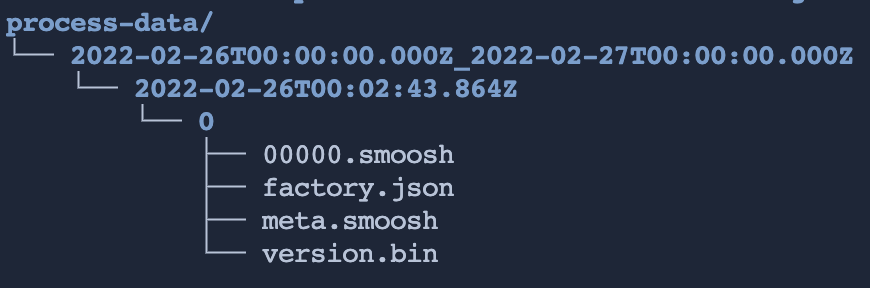 process-data/
└── 2022-02-26T00:00:00.000Z_2022-02-27T00:00:00.000Z
└── 2022-02-26T00:02:43.864Z
└── 0
├── 00000.smoosh
├── factory.json
├── meta.smoosh
└── version.bin